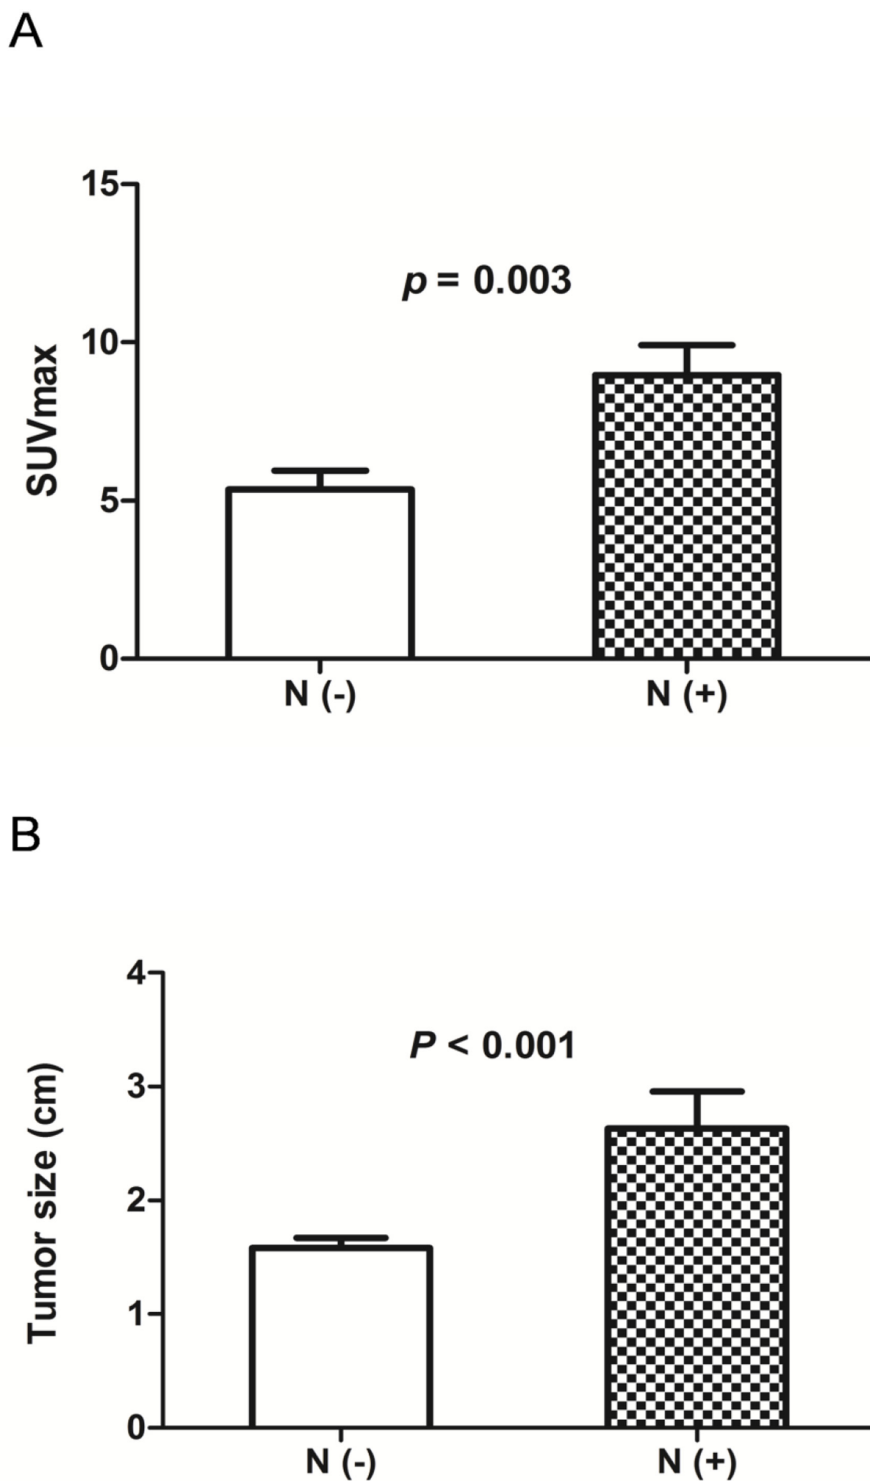 A
15
p = 0.003
10
SUVmax
5
0
N (-) N (+)
B
4
P < 0.001
3
Tumor size (cm)
2
1
0
N (-) N (+)